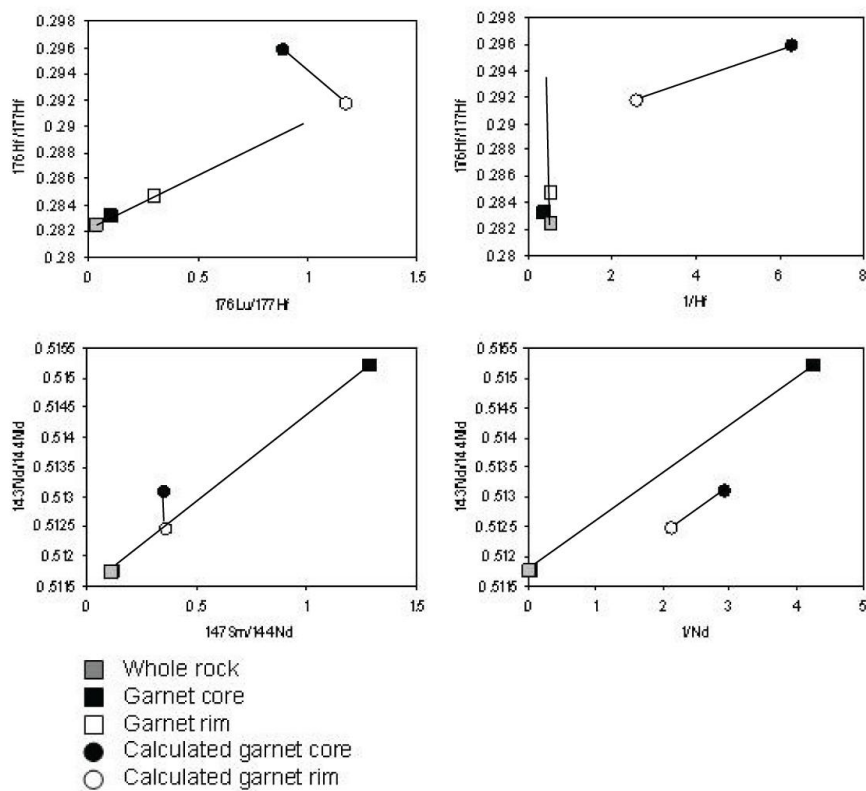 0.298
0.296
0.294
0.292
0.29
0.288
0.286
0.284
0.282
0.28
176Hf/177Hf
0 0.5 1 1.5
176Lu/177Hf
0.298
0.296
0.294
0.292
0.29
0.288
0.286
0.284
0.282
0.28
176Hf/177Hf
0 2 4 6 8
1/Hf
0.5155
0.515
0.5145
0.514
0.5135
0.513
0.5125
0.512
0.5115
143Nd/144Nd
0 0.5 1 1.5
147Sm/144Nd
0.5155
0.515
0.5145
0.514
0.5135
0.513
0.5125
0.512
0.5115
143Nd/144Nd
0 1 2 3 4 5
1/Nd
Whole rock
Garnet core
Garnet rim
Calculated garnet core
Calculated garnet rim